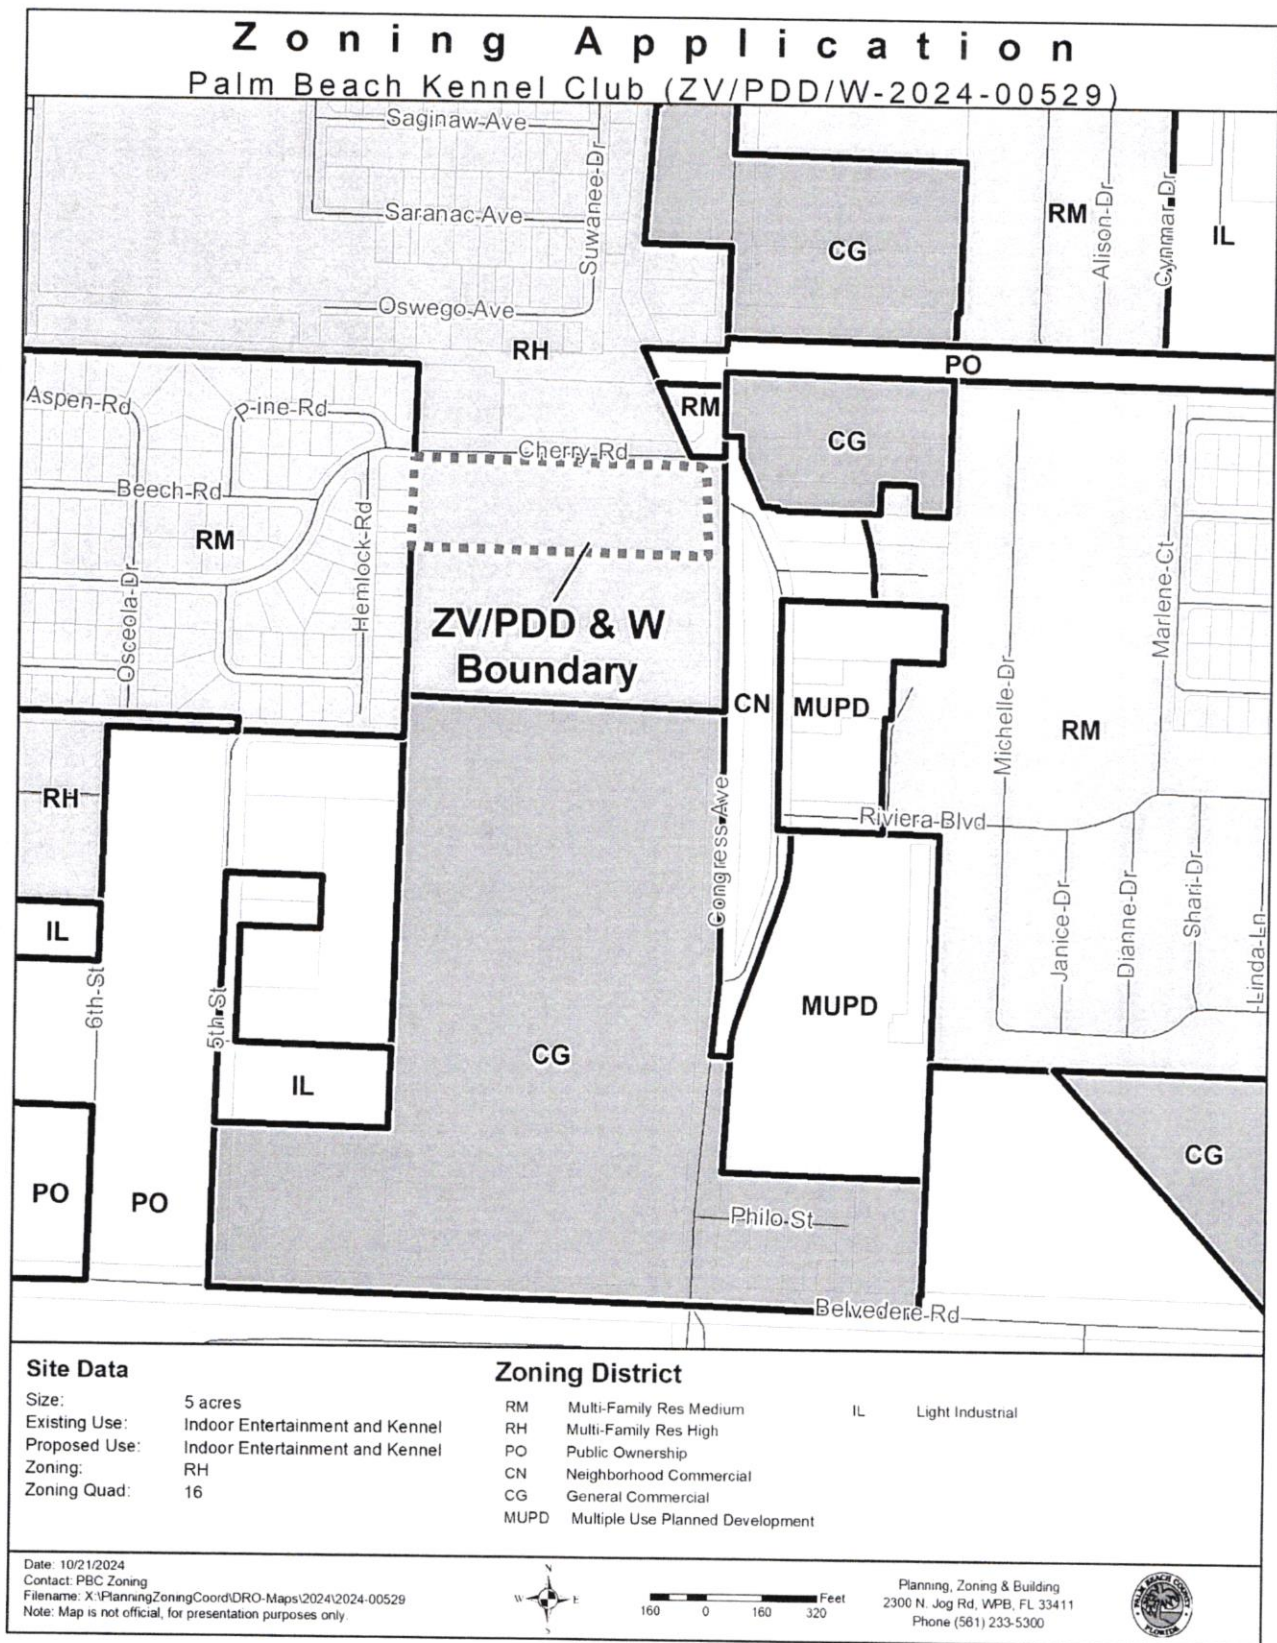 Zoning Application
Palm Beach Kennel Club (ZV/PDD/W-2024-00529)
Saginaw-Ave
Saranac-Ave
Suwanee-Dr
Oswego-Ave
RH
CG
RM
Alison-Dr
Cynmar-Dr
IL
PO
Aspen-Rd
P-ine-Rd
RM
CG
Cherry-Rd
Beech-Rd
RM
Hemlock-Rd
Osceola-Dr
ZV/PDD & W
Boundary
CN
MUPD
Michelle-Dr
Marlene-Ct
RM
RH
Congress Ave
Riviera-Blvd
IL
6th-St
5th-St
Janice-Dr
Dianne-Dr
Shari-Dr
Linda-Ln
MUPD
CG
IL
CG
PO
PO
Philo-St
Belvedere-Rd
Site Data
Size: 5 acres
Existing Use: Indoor Entertainment and Kennel
Proposed Use: Indoor Entertainment and Kennel
Zoning: RH
Zoning Quad: 16
Zoning District
RM Multi-Family Res Medium
RH Multi-Family Res High
PO Public Ownership
CN Neighborhood Commercial
CG General Commercial
MUPD Multiple Use Planned Development
IL Light Industrial
Date: 10/21/2024
Contact: PBC Zoning
Filename: X:\PlanningZoningCoord\DRO-Maps\2024\2024-00529
Note: Map is not official, for presentation purposes only.
N
W E
S
Feet
160 0 160 320
Planning, Zoning & Building
2300 N. Jog Rd, WPB, FL 33411
Phone (561) 233-5300
PALM BEACH COUNTY
FLORIDA